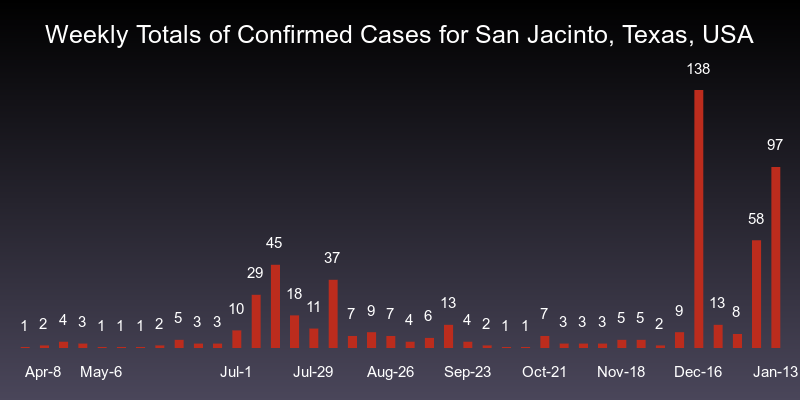 Weekly Totals of Confirmed Cases for San Jacinto, Texas, USA
1 2 4 3 1 1 1 2 5 3 3 10 29 45 18 11 37 7 9 7 4 6 13 4 2 1 1 7 3 3 3 5 5 2 9 138 13 8 58 97
Apr-8 May-6 Jul-1 Jul-29 Aug-26 Sep-23 Oct-21 Nov-18 Dec-16 Jan-13